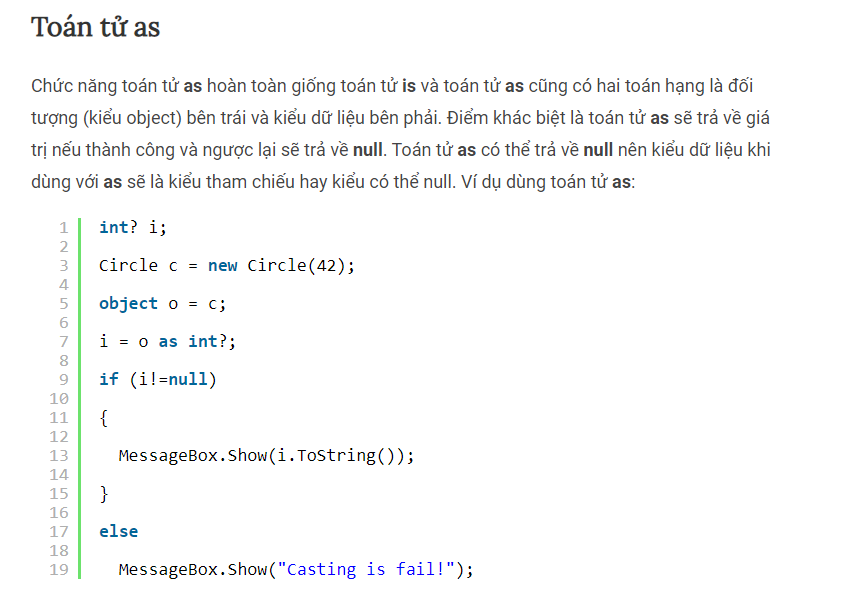 Toán tử as
Chức năng toán tử as hoàn toàn giống toán tử is và toán tử as cũng có hai toán hạng là đối
tượng (kiểu object) bên trái và kiểu dữ liệu bên phải. Điểm khác biệt là toán tử as sẽ trả về giá
trị nếu thành công và ngược lại sẽ trả về null. Toán tử as có thể trả về null nên kiểu dữ liệu khi
dùng với as sẽ là kiểu tham chiếu hay kiểu có thể null. Ví dụ dùng toán tử as:
1 int? i;
2
3 Circle c = new Circle(42);
4
5 object o = c;
6
7 i = o as int?;
8
9 if (i!=null)
10
11 {
12
13   MessageBox.Show(i.ToString());
14
15 }
16
17 else
18
19   MessageBox.Show("Casting is fail!");